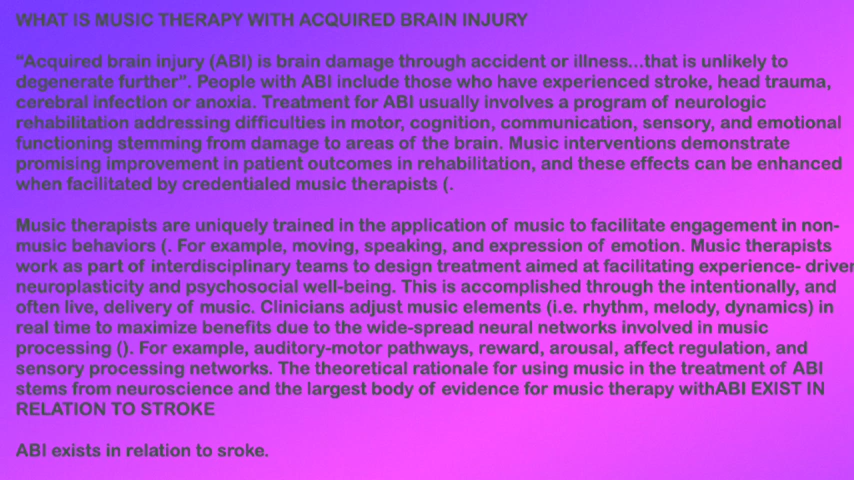 WHAT IS MUSIC THERAPY WITH ACQUIRED BRAIN INJURY
“Acquired brain injury (ABI) is brain damage through accident or illness...that is unlikely to
degenerate further”. People with ABI include those who have experienced stroke, head trauma,
cerebral infection or anoxia. Treatment for ABI usually involves a program of neurologic
rehabilitation addressing difficulties in motor, cognition, communication, sensory, and emotional
functioning stemming from damage to areas of the brain. Music interventions demonstrate
promising improvement in patient outcomes in rehabilitation, and these effects can be enhanced
when facilitated by credentialed music therapists (.
Music therapists are uniquely trained in the application of music to facilitate engagement in non-
music behaviors (. For example, moving, speaking, and expression of emotion. Music therapists
work as part of interdisciplinary teams to design treatment aimed at facilitating experience- driven
neuroplasticity and psychosocial well-being. This is accomplished through the intentionally, and
often live, delivery of music. Clinicians adjust music elements (i.e. rhythm, melody, dynamics) in
real time to maximize benefits due to the wide-spread neural networks involved in music
processing (). For example, auditory-motor pathways, reward, arousal, affect regulation, and
sensory processing networks. The theoretical rationale for using music in the treatment of ABI
stems from neuroscience and the largest body of evidence for music therapy withABI EXIST IN
RELATION TO STROKE
ABI exists in relation to sroke.